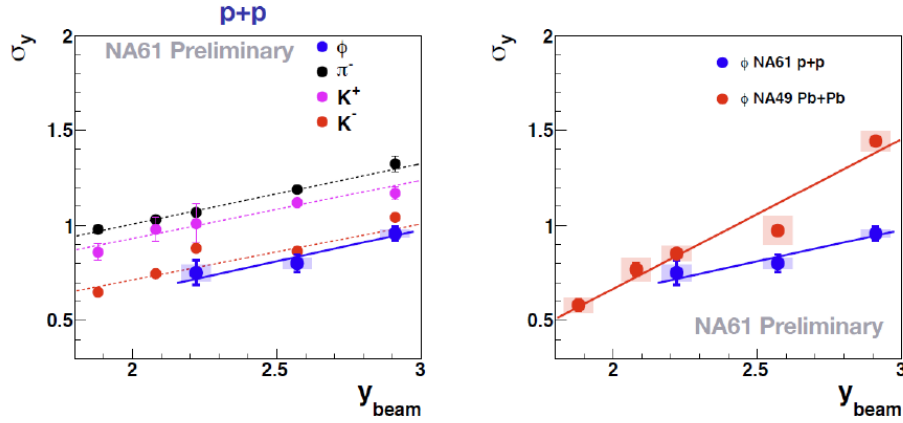 p+p
σy
2
1.5
1
0.5
NA61 Preliminary
ϕ
π-
K+
K-
2
2.5
3
ybeam
σy
2
1.5
1
0.5
ϕ NA61 p+p
ϕ NA49 Pb+Pb
NA61 Preliminary
2
2.5
3
ybeam